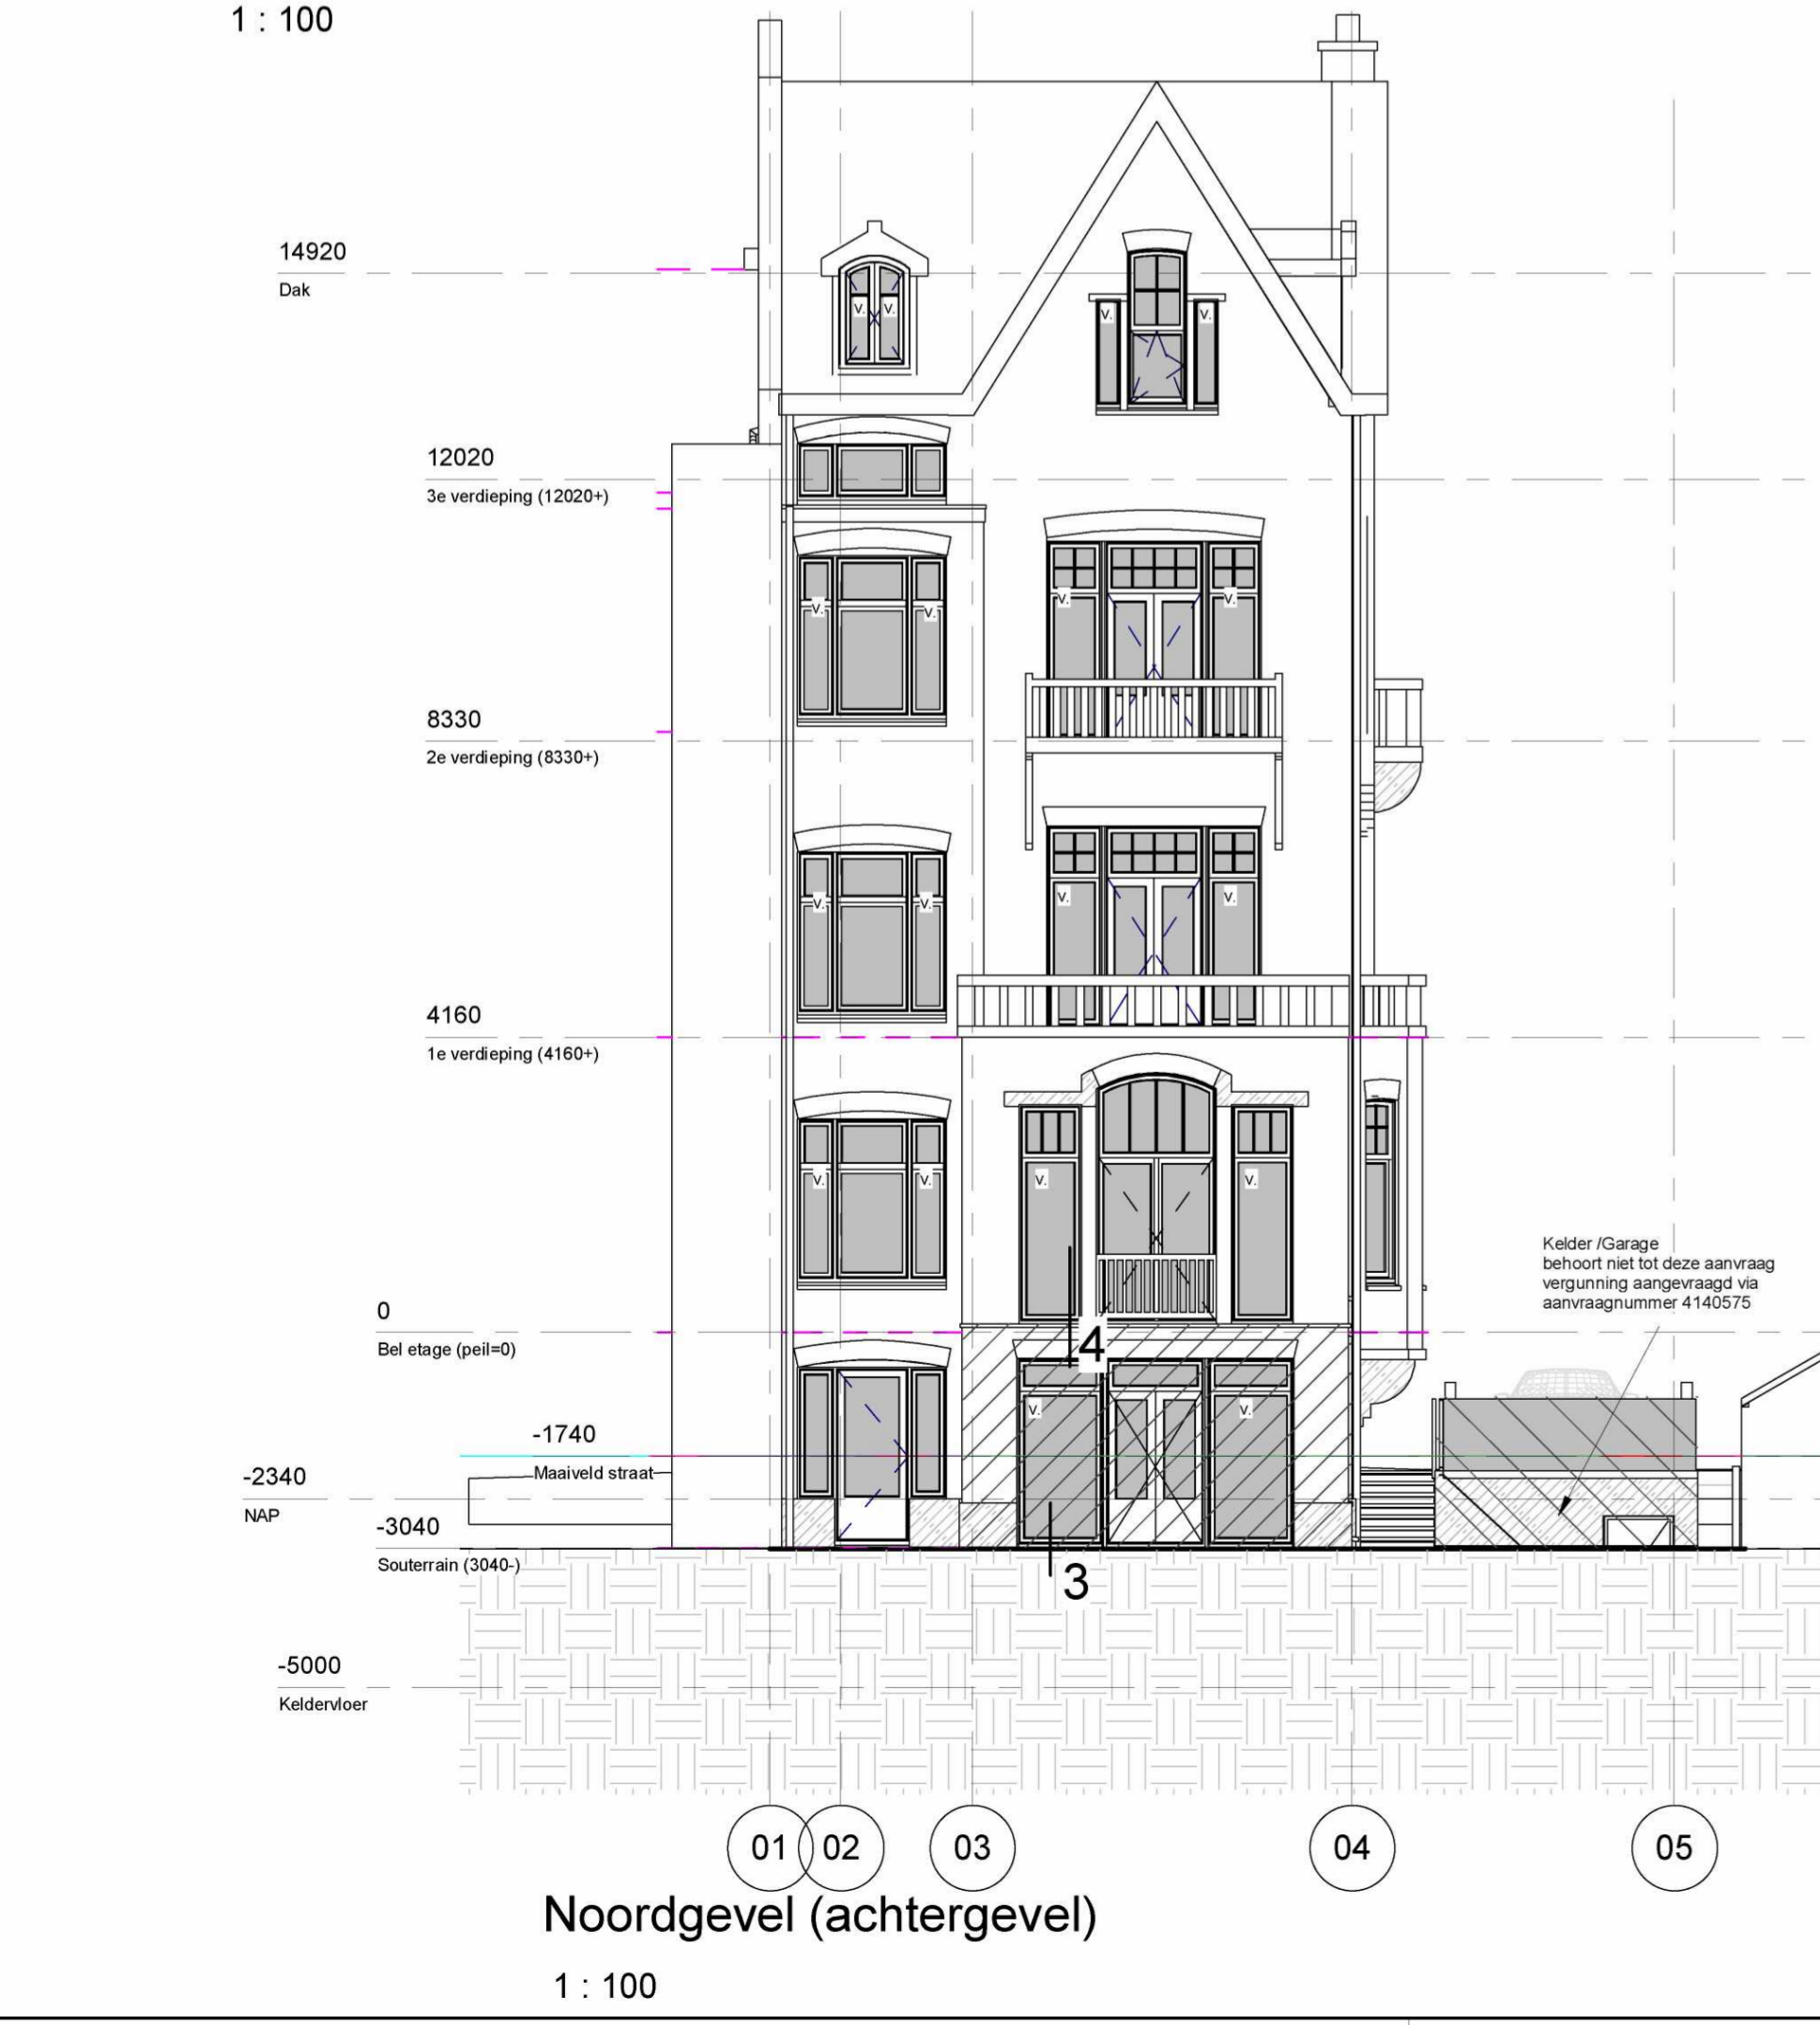 1 : 100
14920
Dak
V. V.
V. V.
12020
3e verdieping (12020+)
V. V.
V. V.
8330
2e verdieping (8330+)
V. V.
V. V.
4160
1e verdieping (4160+)
V. V.
V. V.
Kelder /Garage
behoort niet tot deze aanvraag
vergunning aangevraagd via
aanvraagnummer 4140575
0
Bel etage (peil=0)
4
V. V.
-1740
Maaiveld straat
-2340
NAP
-3040
Souterrain (3040-)
3
-5000
Keldervloer
01 02 03 04 05
Noordgevel (achtergevel)
1 : 100